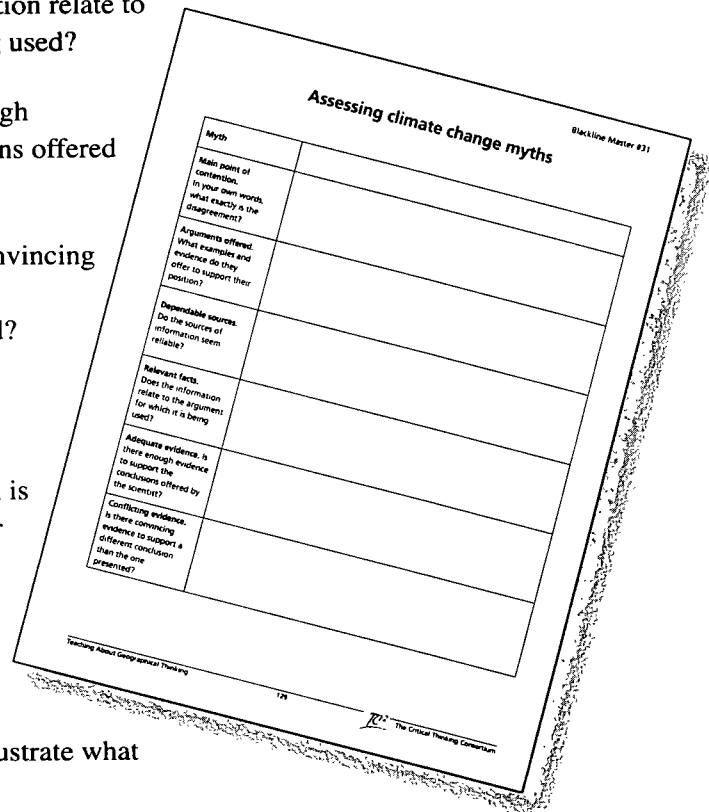 tion relate to
used?
gh
ns offered
nvincing
l?
is
ustrate what
Blackline Master #31
Assessing climate change myths
Myth
Main point of
contention.
In your own words,
what exactly is the
disagreement?
Arguments offered.
What examples and
evidence do they
offer to support their
position?
Dependable sources.
Do the sources of
information seem
reliable?
Relevant facts.
Does the information
relate to the argument
for which it is being
used?
Adequate evidence. Is
there enough evidence
to support the
conclusions offered by
the scientist?
Conflicting evidence.
Is there convincing
evidence to support a
different conclusion
than the one
presented?
Teaching About Geographical Thinking
129
TC² The Critical Thinking Consortium